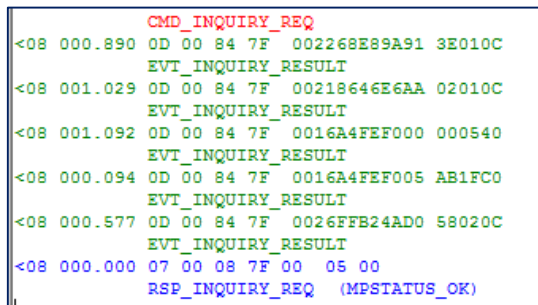 CMD_INQUIRY_REQ
<08 000.890 0D 00 84 7F 002268E89A91 3E010C
EVT_INQUIRY_RESULT
<08 001.029 0D 00 84 7F 00218646E6AA 02010C
EVT_INQUIRY_RESULT
<08 001.092 0D 00 84 7F 0016A4FEF000 000540
EVT_INQUIRY_RESULT
<08 000.094 0D 00 84 7F 0016A4FEF005 AB1FC0
EVT_INQUIRY_RESULT
<08 000.577 0D 00 84 7F 0026FFB24AD0 58020C
EVT_INQUIRY_RESULT
<08 000.000 07 00 08 7F 00 05 00
RSP_INQUIRY_REQ (MPSTATUS_OK)